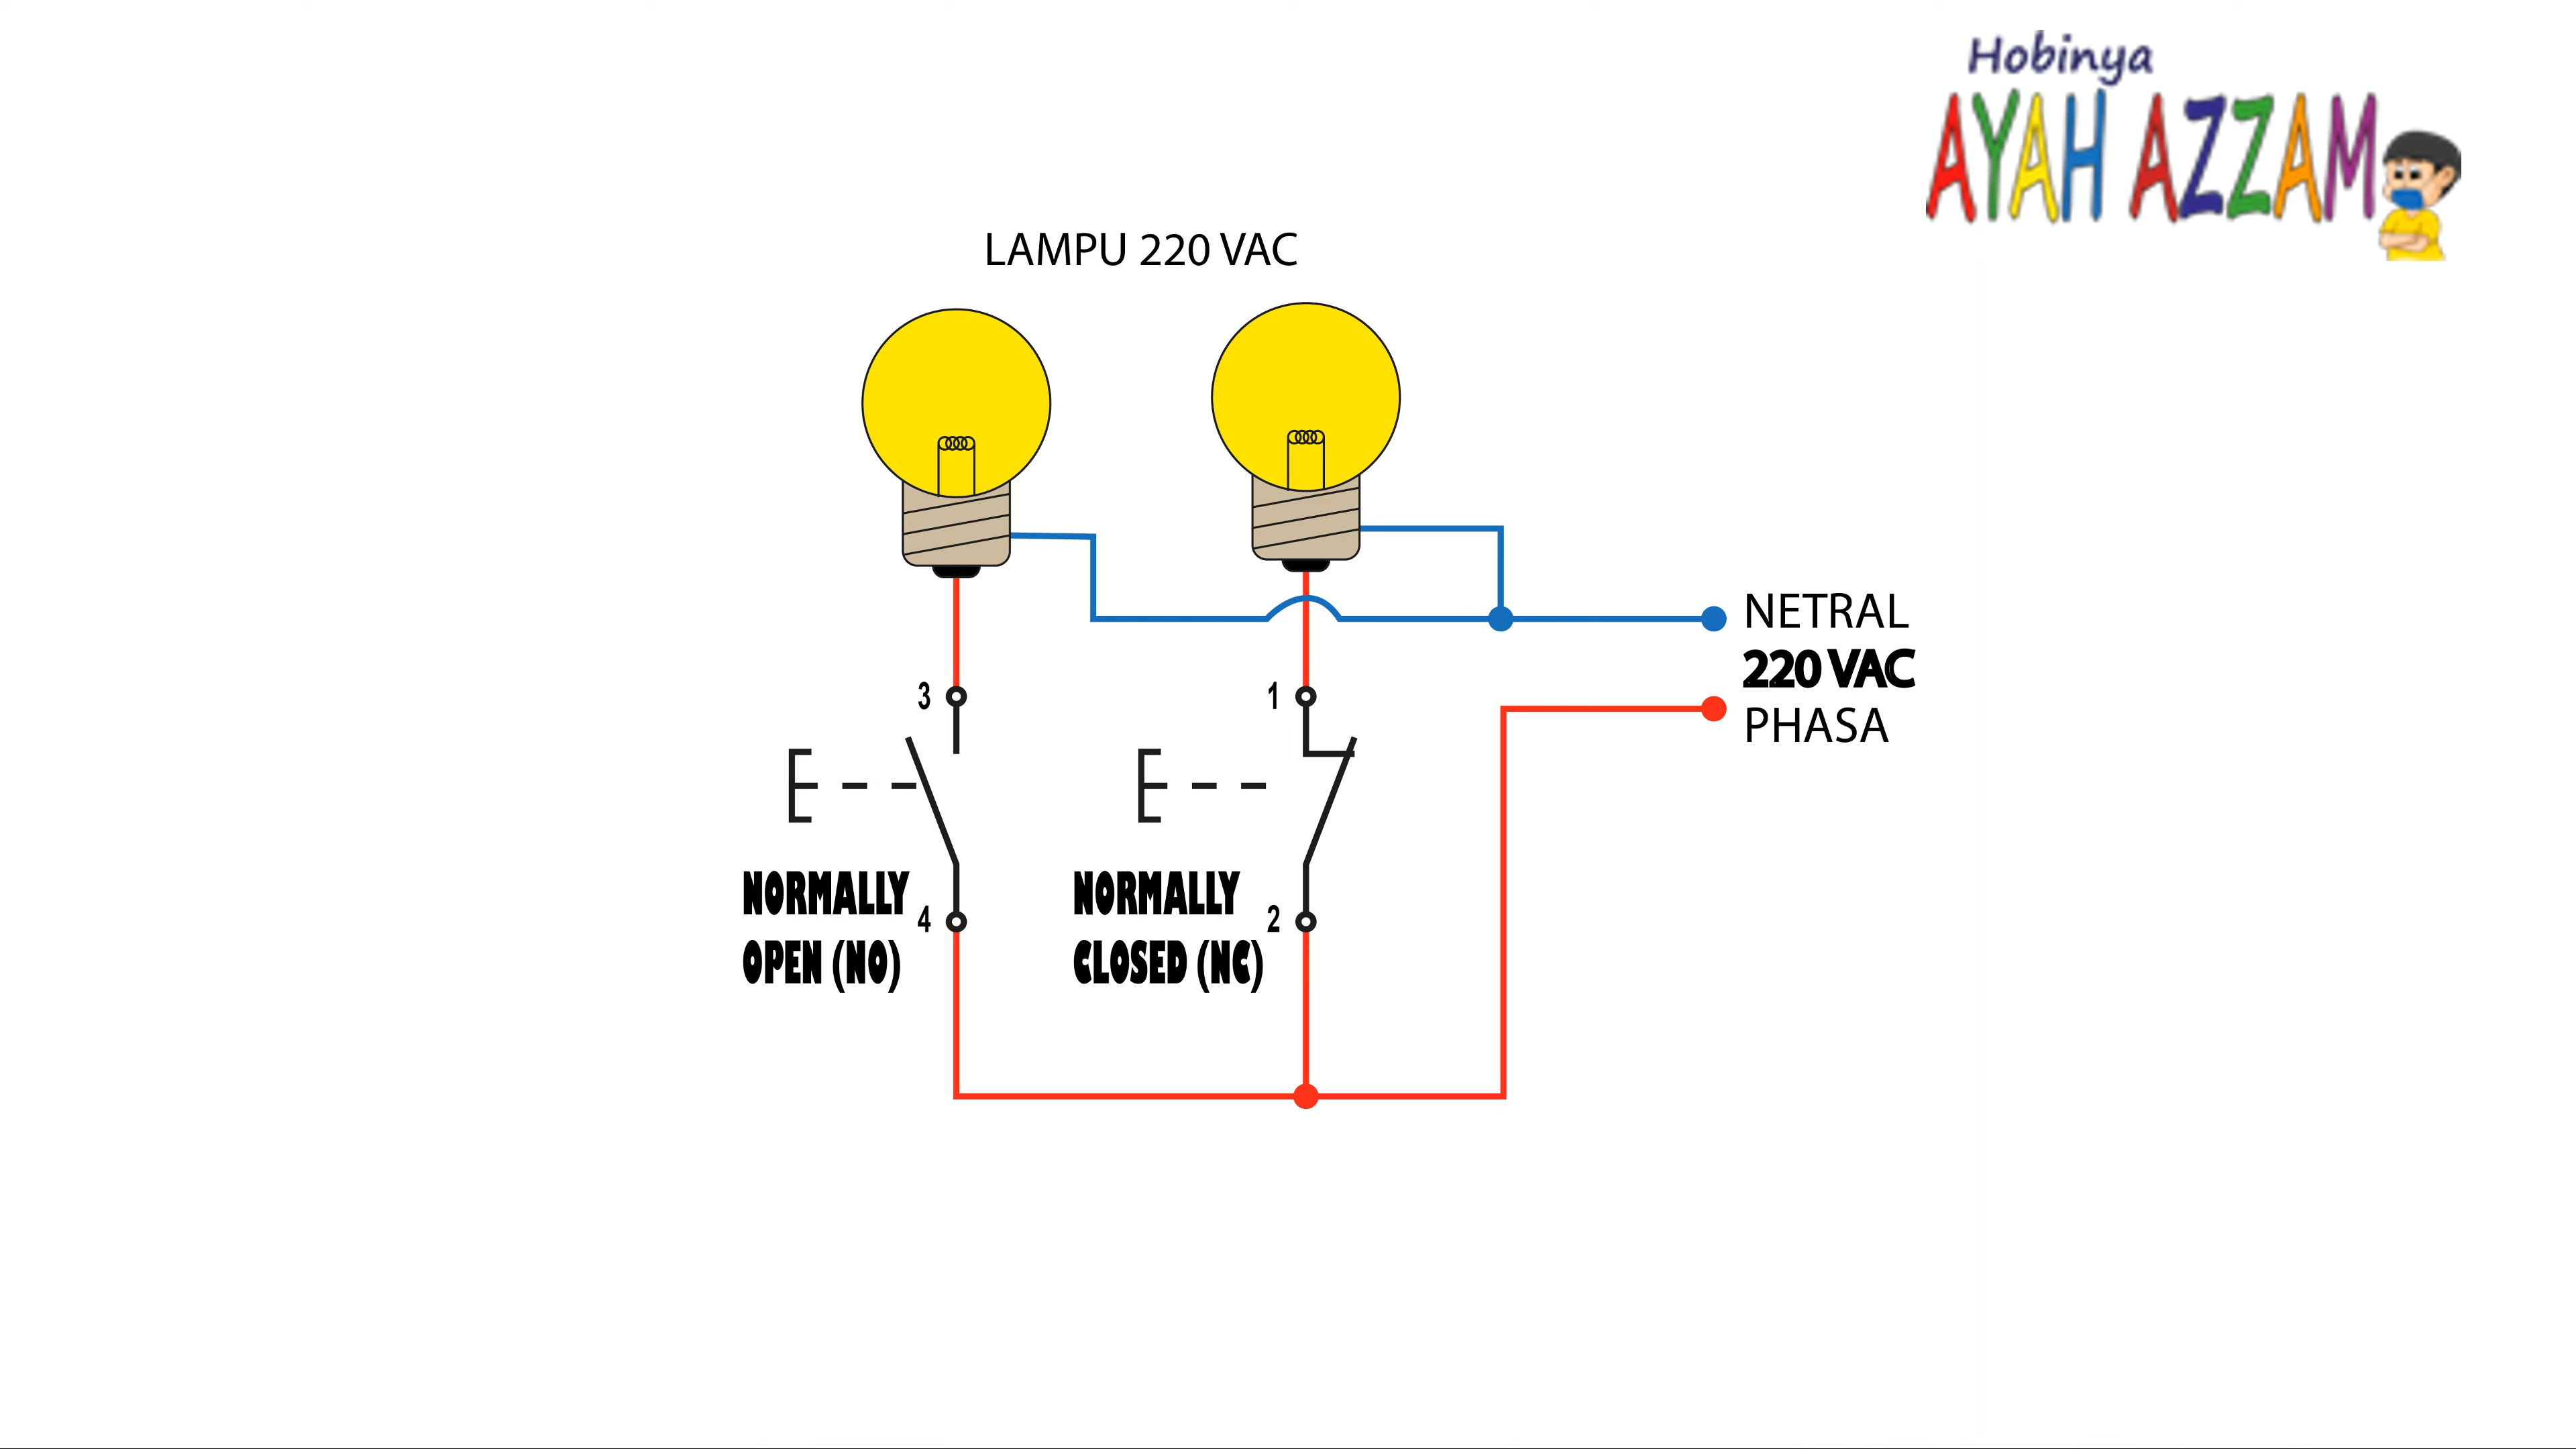 Hobinya
AYAH AZZAM
LAMPU 220 VAC
NETRAL
220 VAC
PHASA
3
1
NORMALLY
OPEN (NO)
4
NORMALLY
CLOSED (NC)
2